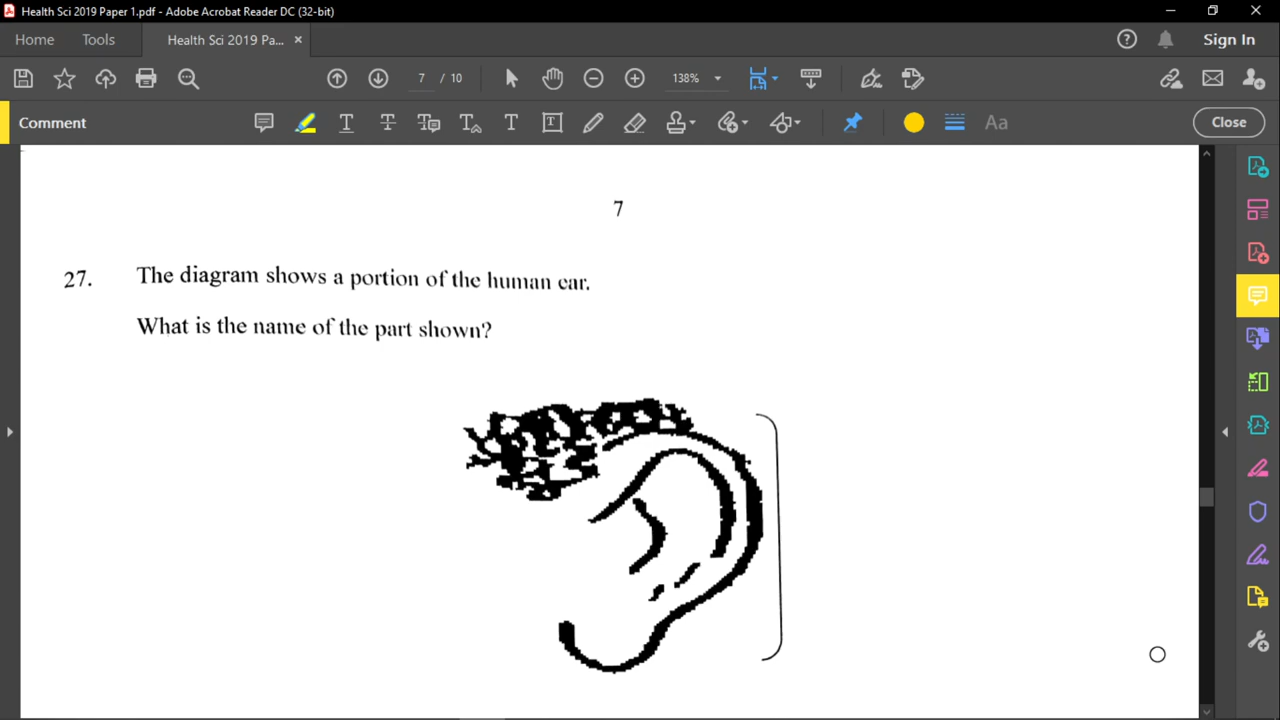 Health Sci 2019 Paper 1.pdf - Adobe Acrobat Reader DC (32-bit)
Home Tools Health Sci 2019 Pa... × Sign In
7 / 10 138%
Comment Close
7
27. The diagram shows a portion of the human ear.
What is the name of the part shown?